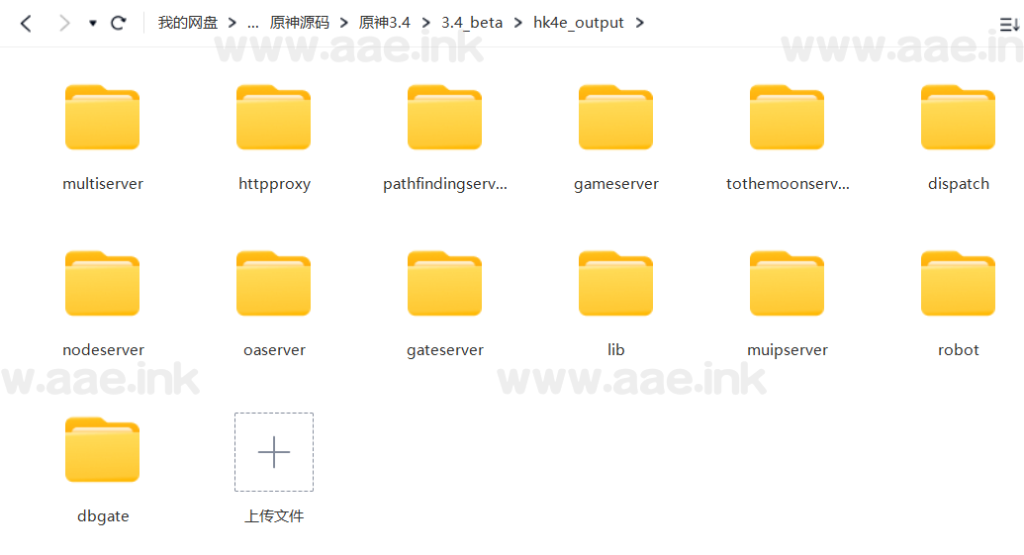 我的网盘 > ... 原神源码 > 原神3.4 > 3.4_beta > hk4e_output >
www.aae.ink www.aae.in
multiserver httpproxy pathfindingserv... gameserver tothemoonserv... dispatch
nodeserver oaserver gateserver lib muipserver robot
w.aae.ink www.aae.ink
dbgate 上传文件